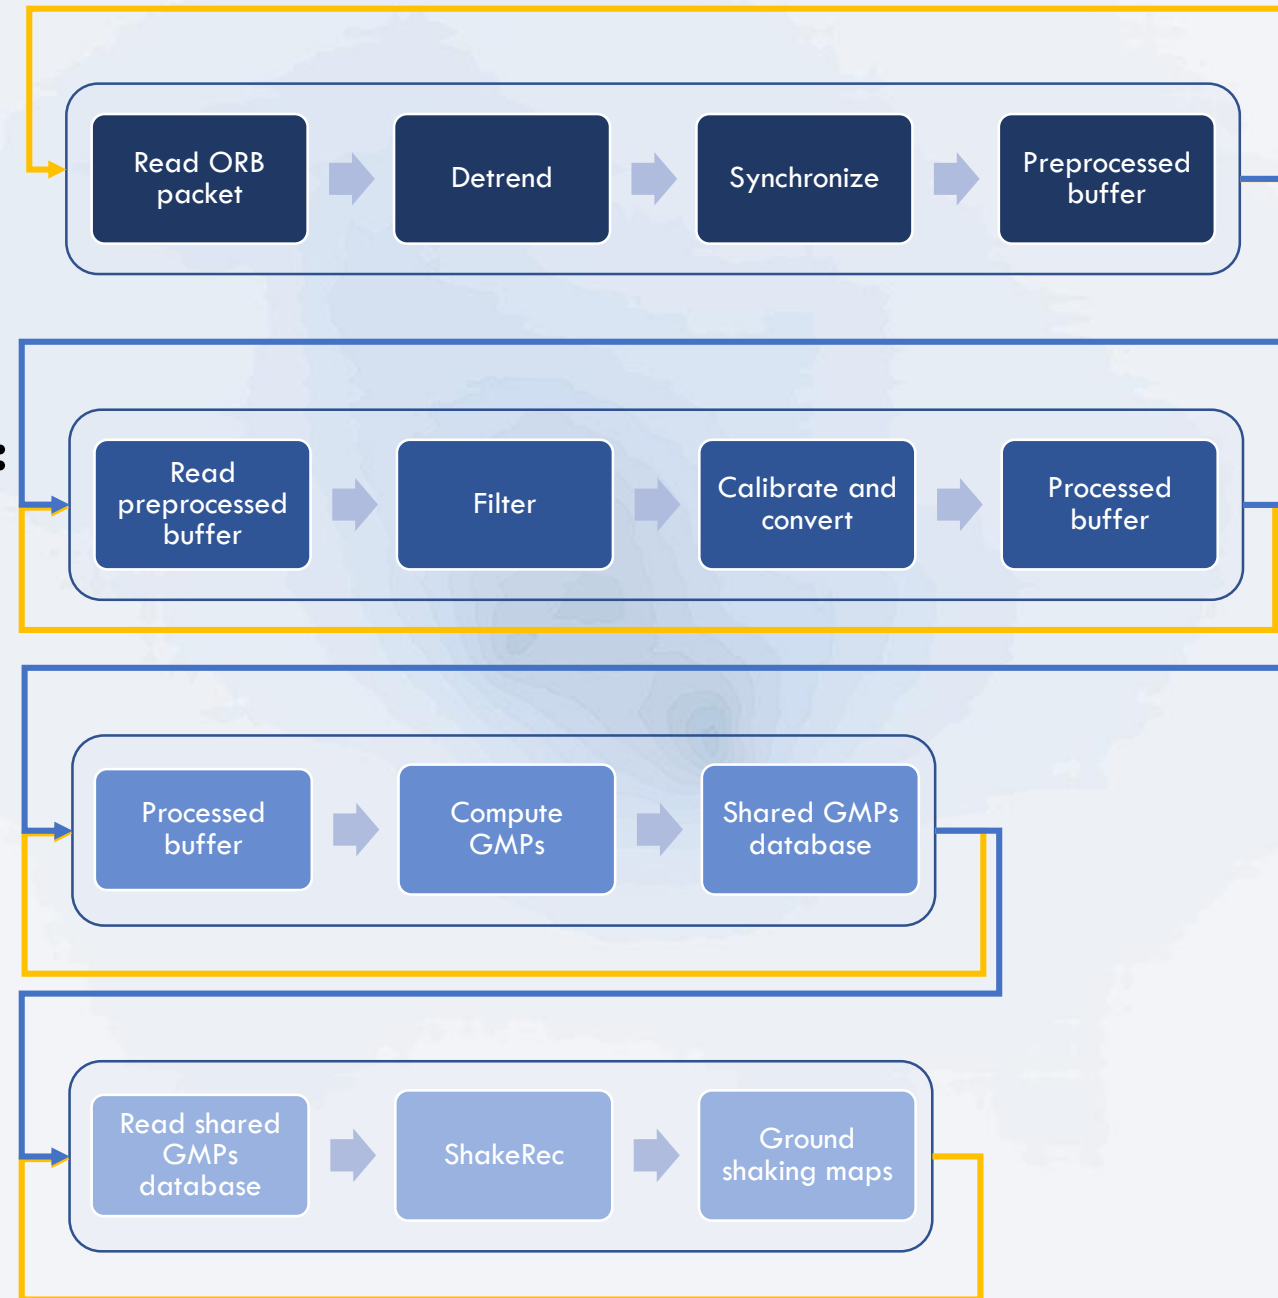 Read ORB
packet
Detrend
Synchronize
Preprocessed
buffer
:
Read
preprocessed
buffer
Filter
Calibrate and
convert
Processed
buffer
Processed
buffer
Compute
GMPs
Shared GMPs
database
Read shared
GMPs
database
ShakeRec
Ground
shaking maps